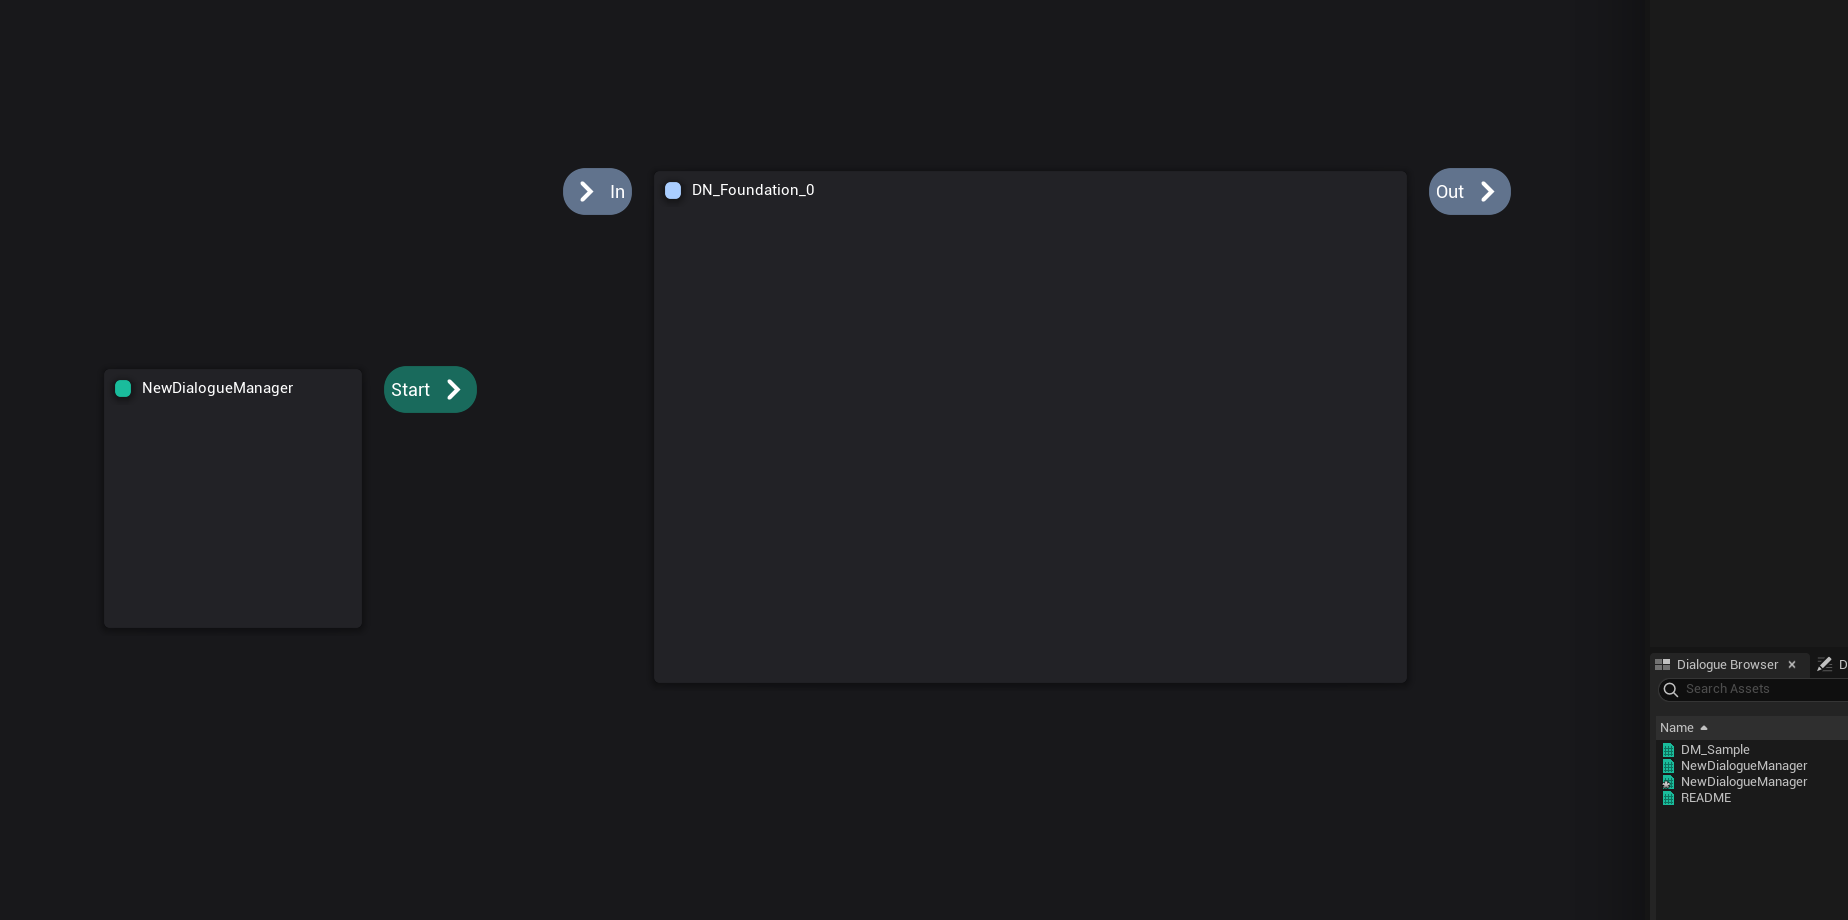 In
DN_Foundation_0
Out
NewDialogueManager
Start
Dialogue Browser
D
Search Assets
Name
DM_Sample
NewDialogueManager
NewDialogueManager
README